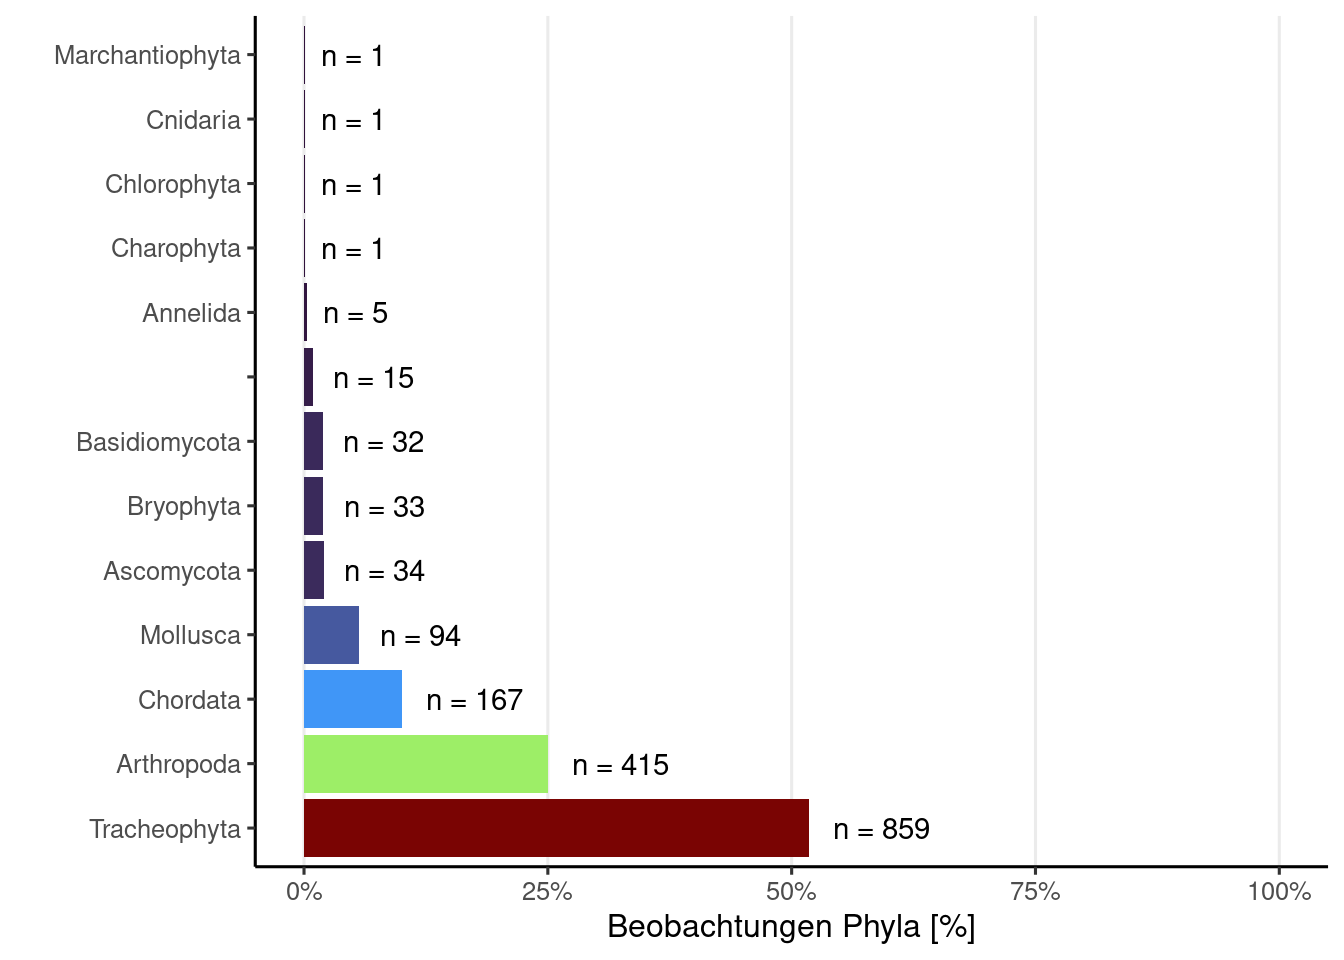 Marchantiophyta n = 1
Cnidaria n = 1
Chlorophyta n = 1
Charophyta n = 1
Annelida n = 5
n = 15
Basidiomycota n = 32
Bryophyta n = 33
Ascomycota n = 34
Mollusca n = 94
Chordata n = 167
Arthropoda n = 415
Tracheophyta n = 859
0% 25% 50% 75% 100%
Beobachtungen Phyla [%]